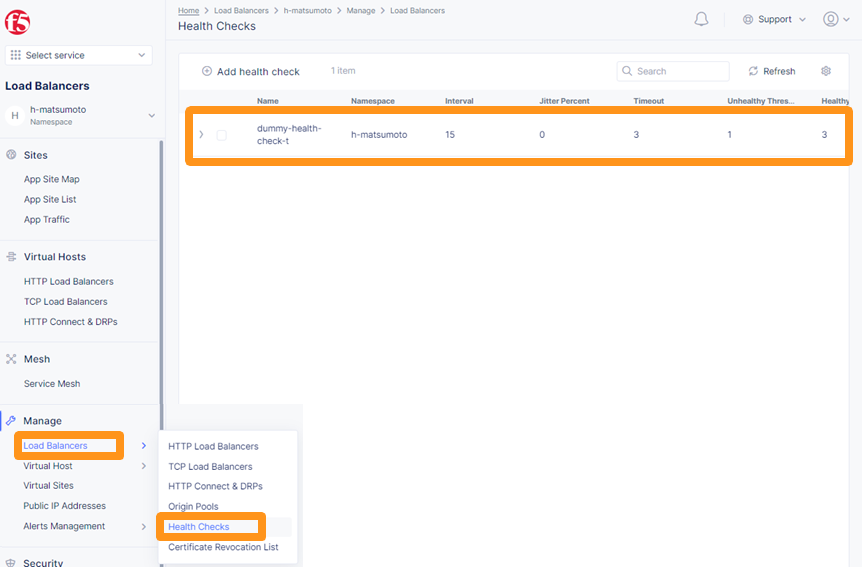 f5
Home > Load Balancers > h-matsumoto > Manage > Load Balancers
Health Checks
Support
Select service
Load Balancers
H
h-matsumoto
Namespace
Sites
App Site Map
App Site List
App Traffic
Virtual Hosts
HTTP Load Balancers
TCP Load Balancers
HTTP Connect & DRPs
Mesh
Service Mesh
Manage
Load Balancers
Virtual Host
Virtual Sites
Public IP Addresses
Alerts Management
Security
Add health check
1 item
Search
Refresh
Name Namespace Interval Jitter Percent Timeout Unhealthy Thres... Healthy
dummy-health-
check-t
h-matsumoto 15 0 3 1 3
HTTP Load Balancers
TCP Load Balancers
HTTP Connect & DRPs
Origin Pools
Health Checks
Certificate Revocation List